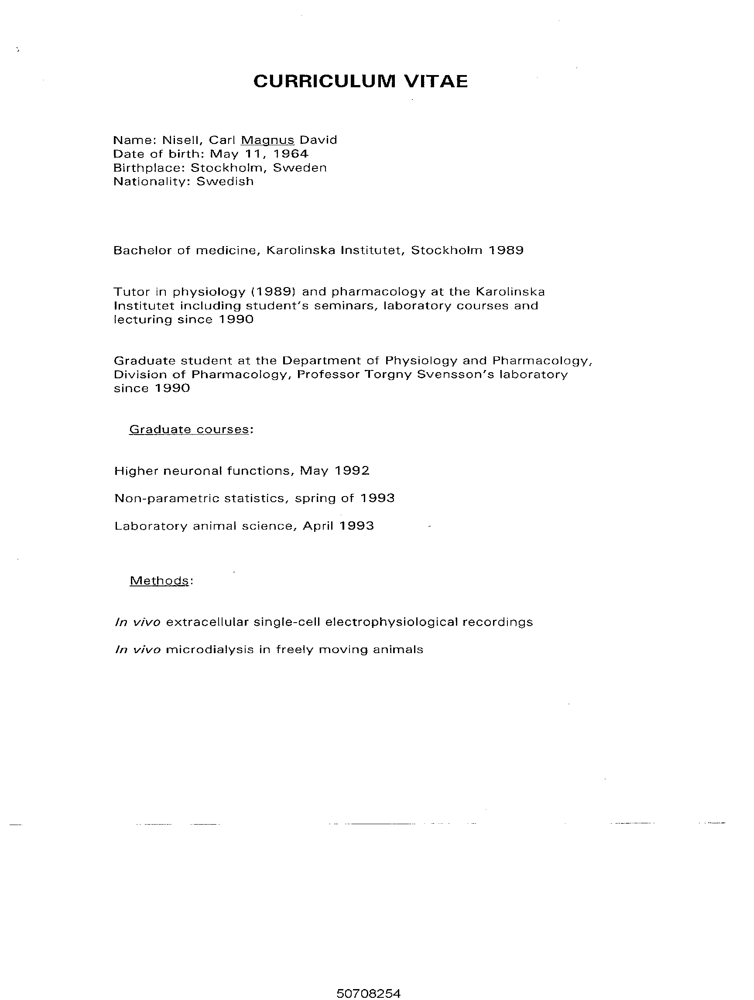 CURRICULUM VITAE
Name: Nisell, Carl Magnus David
Date of birth: May 11, 1964
Birthplace: Stockholm, Sweden
Nationality: Swedish
Bachelor of medicine, Karolinska Institutet, Stockholm 1989
Tutor in physiology (1989) and pharmacology at the Karolinska
Institutet including student's seminars, laboratory courses and
lecturing since 1990
Graduate student at the Department of Physiology and Pharmacology,
Division of Pharmacology, Professor Torgny Svensson's laboratory
since 1990
Graduate courses:
Higher neuronal functions, May 1992
Non-parametric statistics, spring of 1993
Laboratory animal science, April 1993
Methods:
In vivo extracellular single-cell electrophysiological recordings
In vivo microdialysis in freely moving animals
50708254